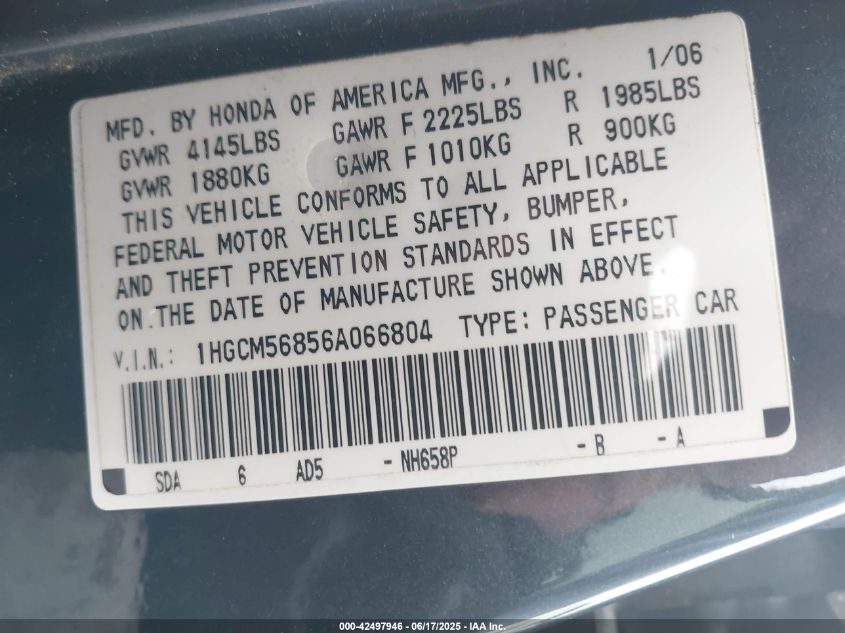 MFD. BY HONDA OF AMERICA MFG., INC. 1/06
GVWR 4145LBS GAWR F 2225LBS R 1985LBS
GVWR 1880KG GAWR F 1010KG R 900KG
THIS VEHICLE CONFORMS TO ALL APPLICABLE
FEDERAL MOTOR VEHICLE SAFETY, BUMPER,
AND THEFT PREVENTION STANDARDS IN EFFECT
ON THE DATE OF MANUFACTURE SHOWN ABOVE.
V.I.N.: 1HGCM56856A066804 TYPE: PASSENGER CAR
SDA 6 AD5 - NH658P - B - A
000-42497946 - 06/17/2025 - IAA Inc.